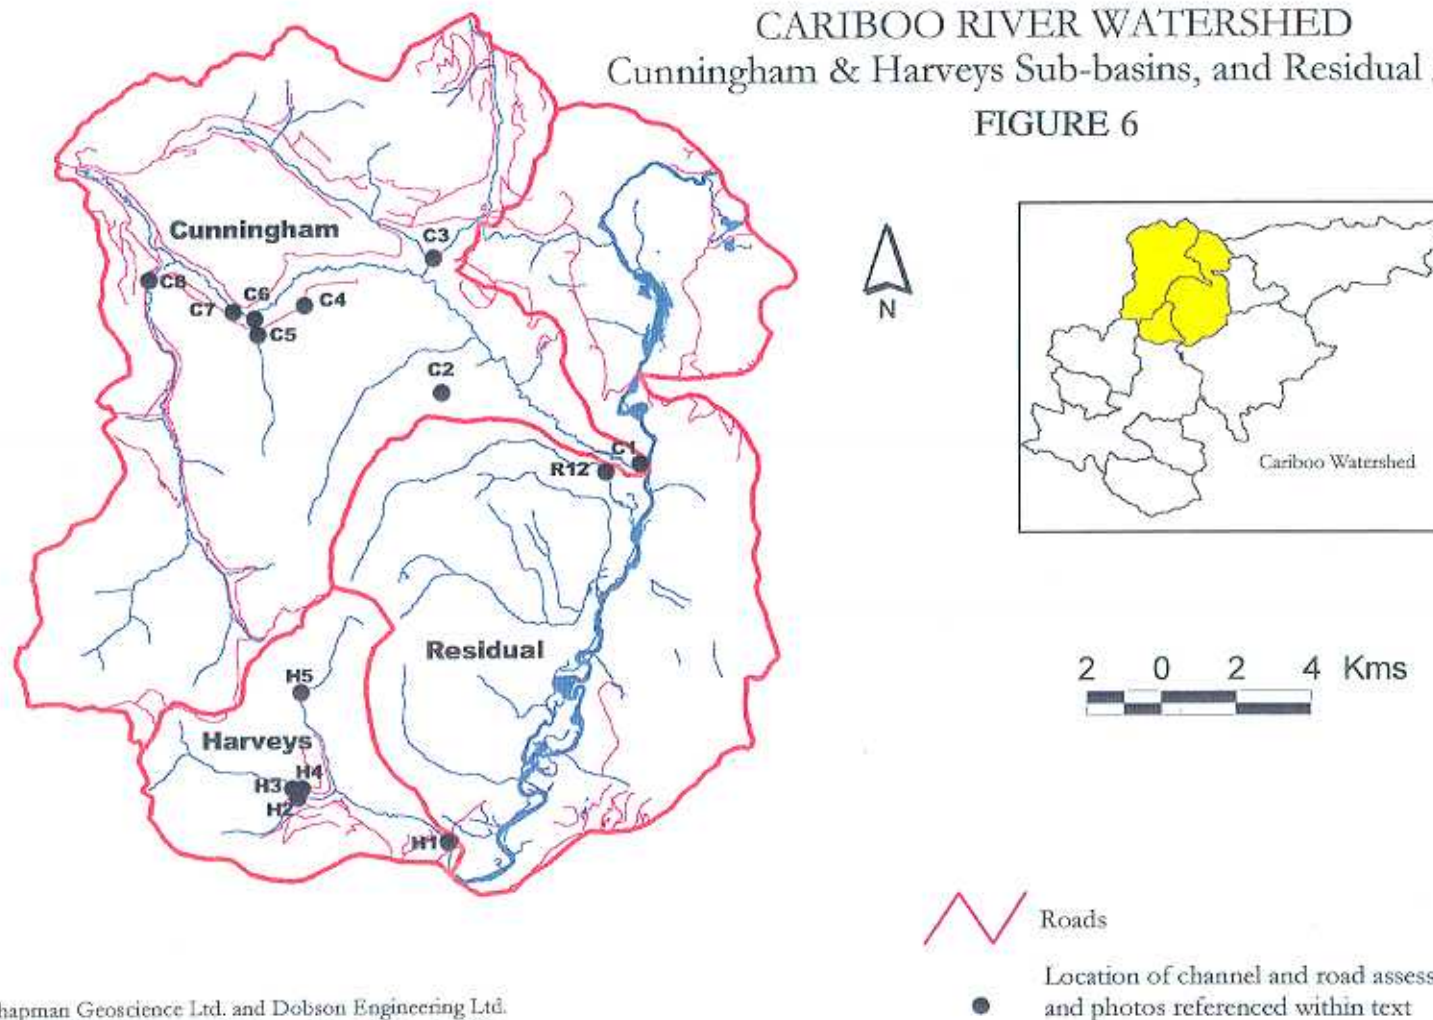 CARIBOO RIVER WATERSHED
Cunningham & Harveys Sub-basins, and Residual
FIGURE 6
Cunningham
C3
C8
C6
C7
C4
C5
C2
C1
R12
N
Cariboo Watershed
Residual
2 0 2 4 Kms
H5
Harveys
H4
H3
H2
H1
Roads
Location of channel and road assess
and photos referenced within text
hapman Geoscience Ltd. and Dobson Engineering Ltd.